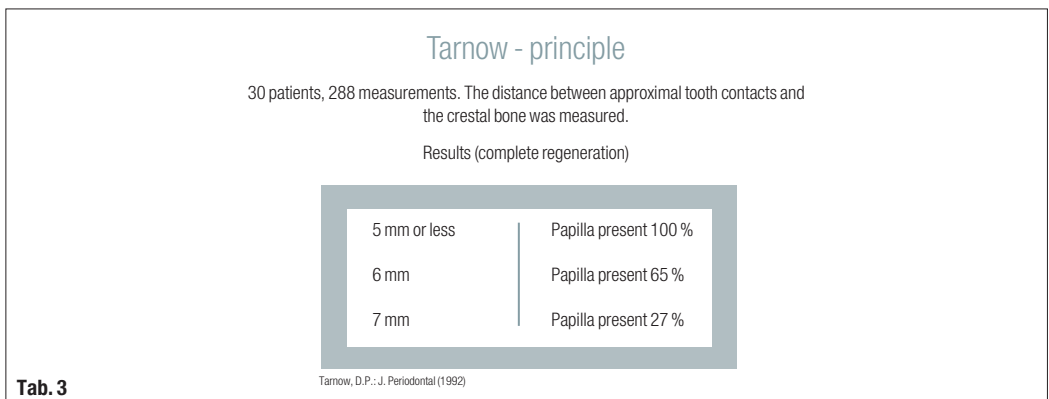 Tarnow - principle
30 patients, 288 measurements. The distance between approximal tooth contacts and
the crestal bone was measured.
Results (complete regeneration)
5 mm or less Papilla present 100 %
6 mm Papilla present 65 %
7 mm Papilla present 27 %
Tarnow, D.P.: J. Periodontal (1992)
Tab. 3